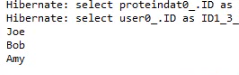 Hibernate: select proteindat0_.ID as
Hibernate: select user0_.ID as ID1_3_
Joe
Bob
Amy